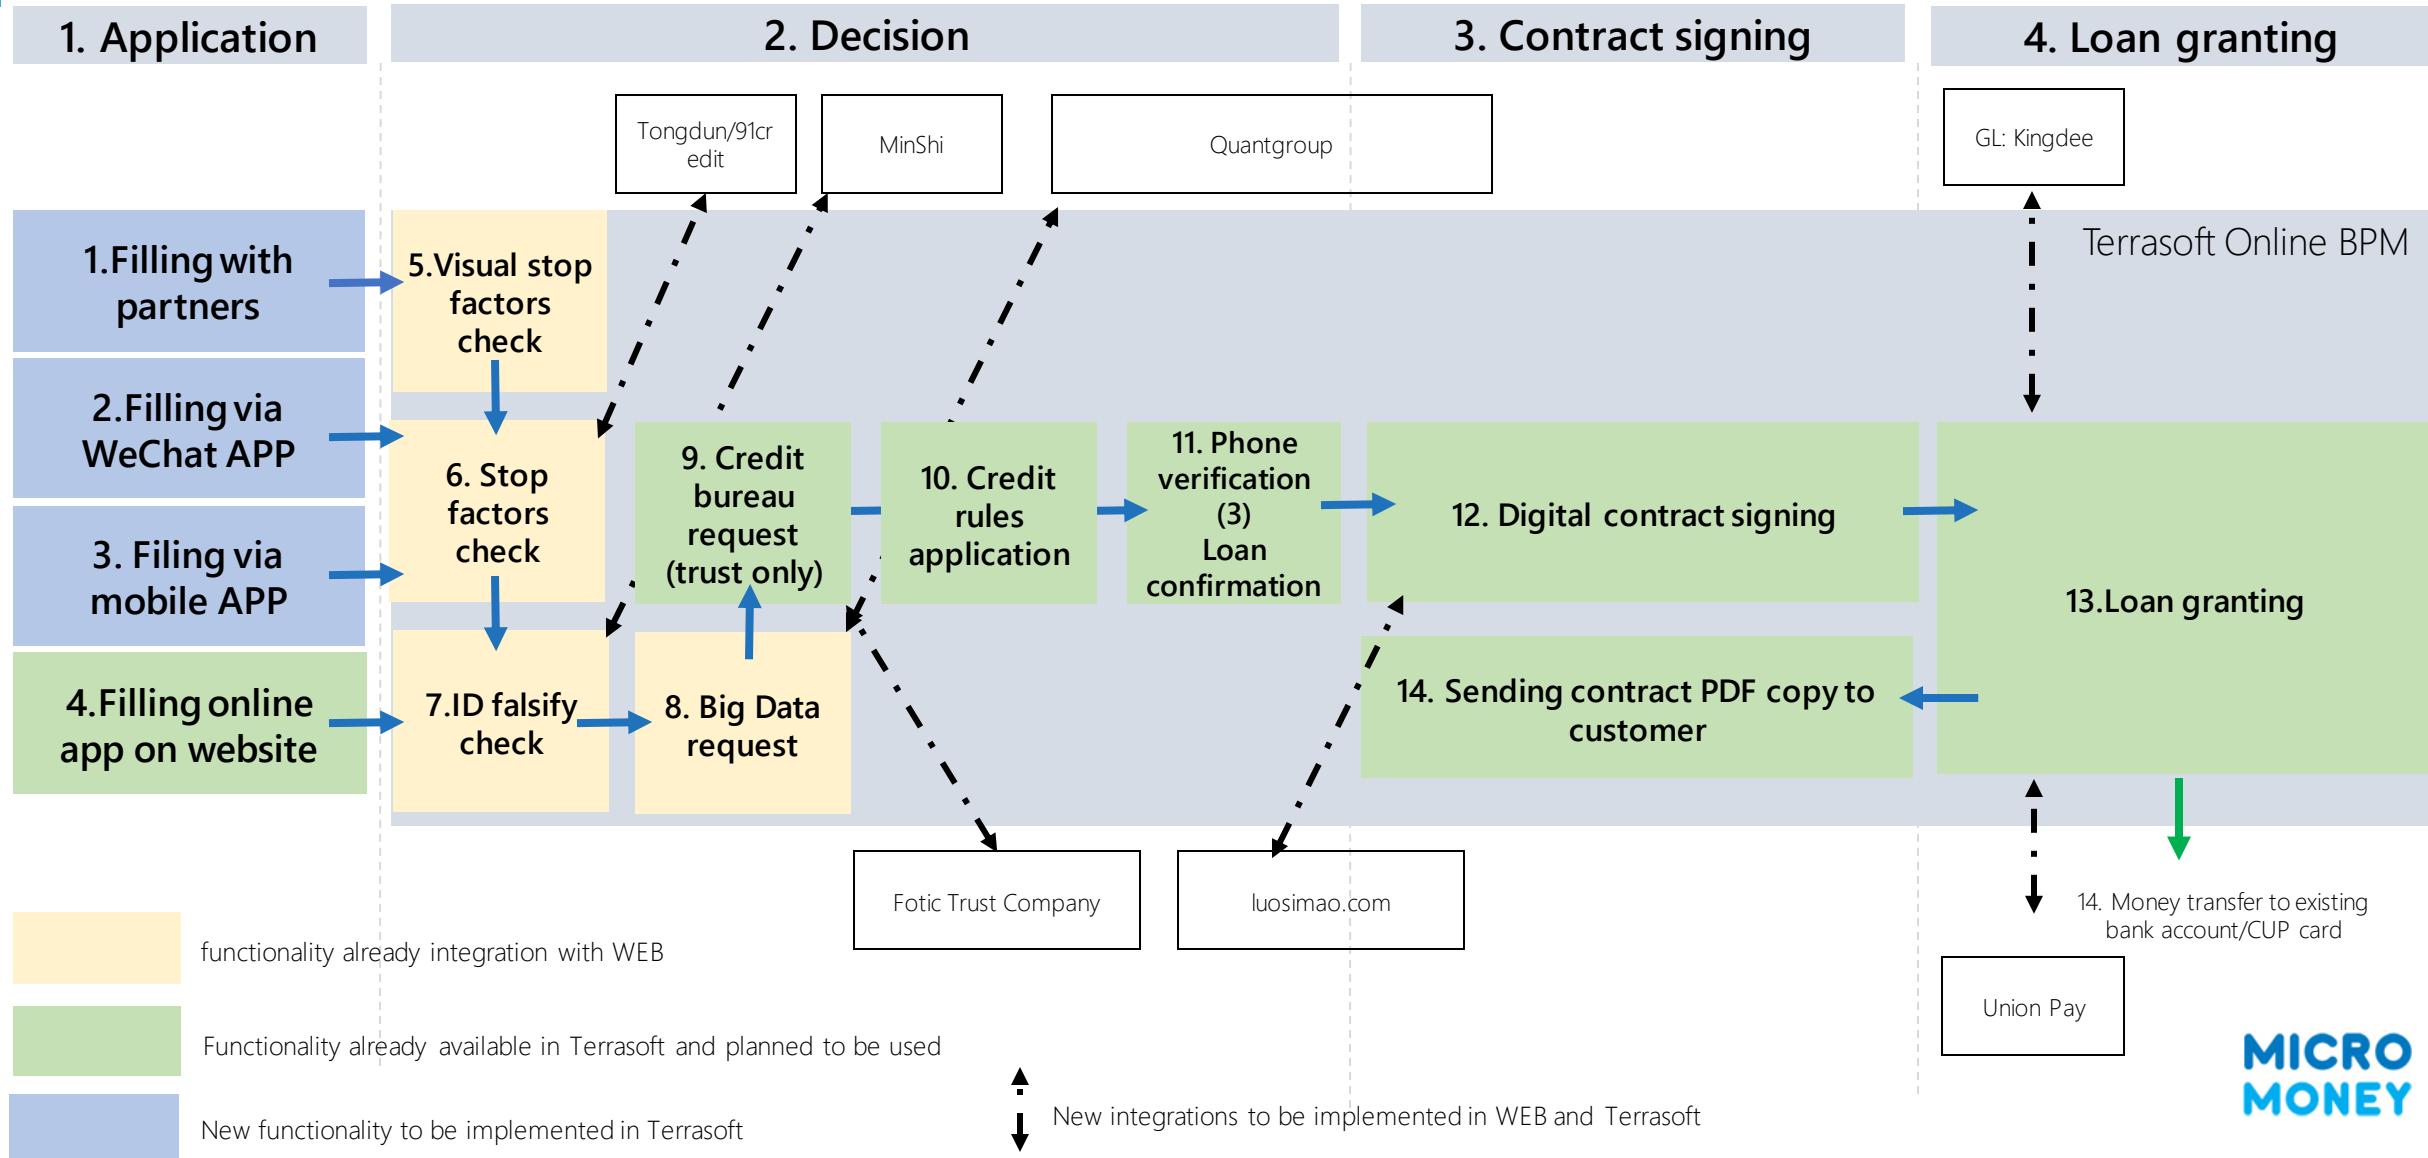 1. Application
2. Decision
3. Contract signing
4. Loan granting
Tongdun/91cr
edit
MinShi
Quantgroup
GL: Kingdee
Terrasoft Online BPM
1.Filling with
partners
2.Filling via
WeChat APP
3. Filing via
mobile APP
4.Filling online
app on website
5.Visual stop
factors
check
6. Stop
factors
check
7.ID falsify
check
8. Big Data
request
9. Credit
bureau
request
(trust only)
10. Credit
rules
application
11. Phone
verification
(3)
Loan
confirmation
12. Digital contract signing
13.Loan granting
14. Sending contract PDF copy to
customer
Fotic Trust Company
luosimao.com
14. Money transfer to existing
bank account/CUP card
Union Pay
functionality already integration with WEB
Functionality already available in Terrasoft and planned to be used
New functionality to be implemented in Terrasoft
New integrations to be implemented in WEB and Terrasoft
MICRO
MONEY